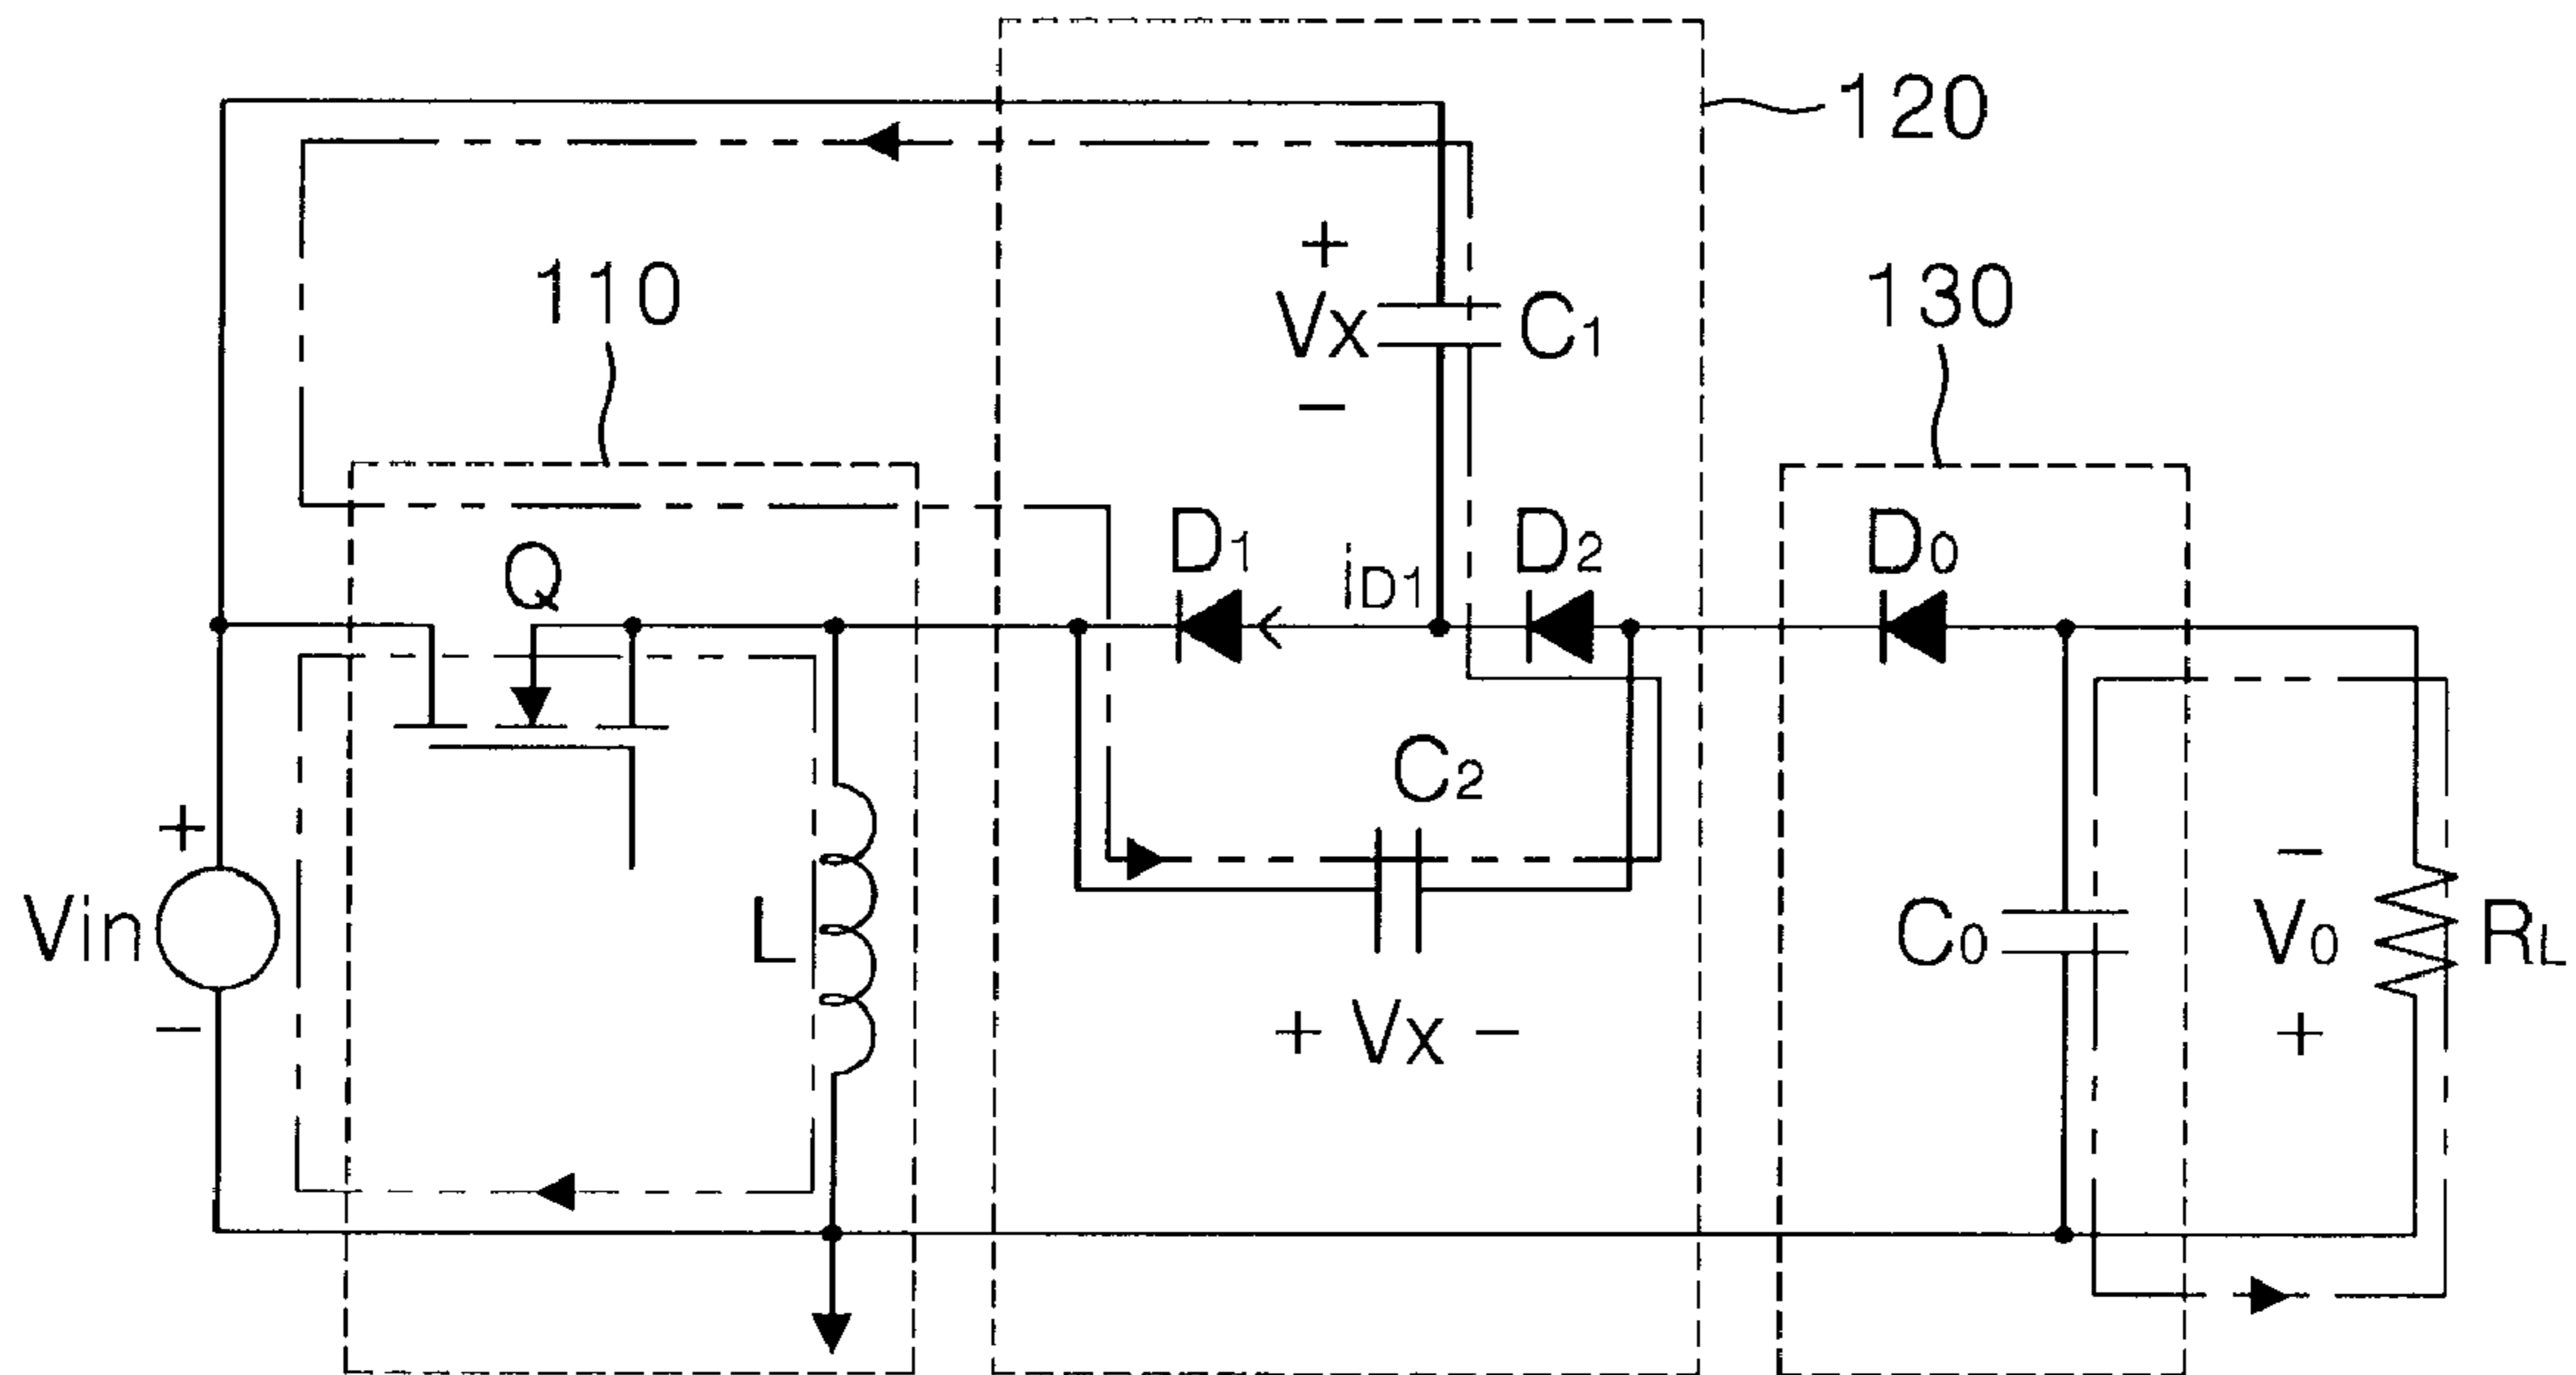 120
+
110
Vx C1
130
−
Q
D1
iD1
D2
D0
C2
+
Vin
L
−
−
C0
V0
RL
+
+ Vx −